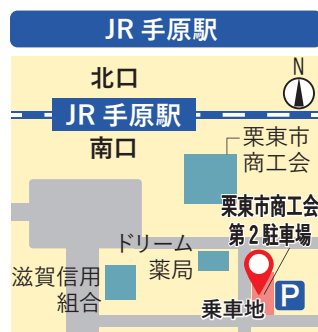 JR 手原駅
N
北口
JR 手原駅
南口
栗東市
商工会
栗東市商工会
第2駐車場
ドリーム
薬局
滋賀信用
組合
乗車地
P